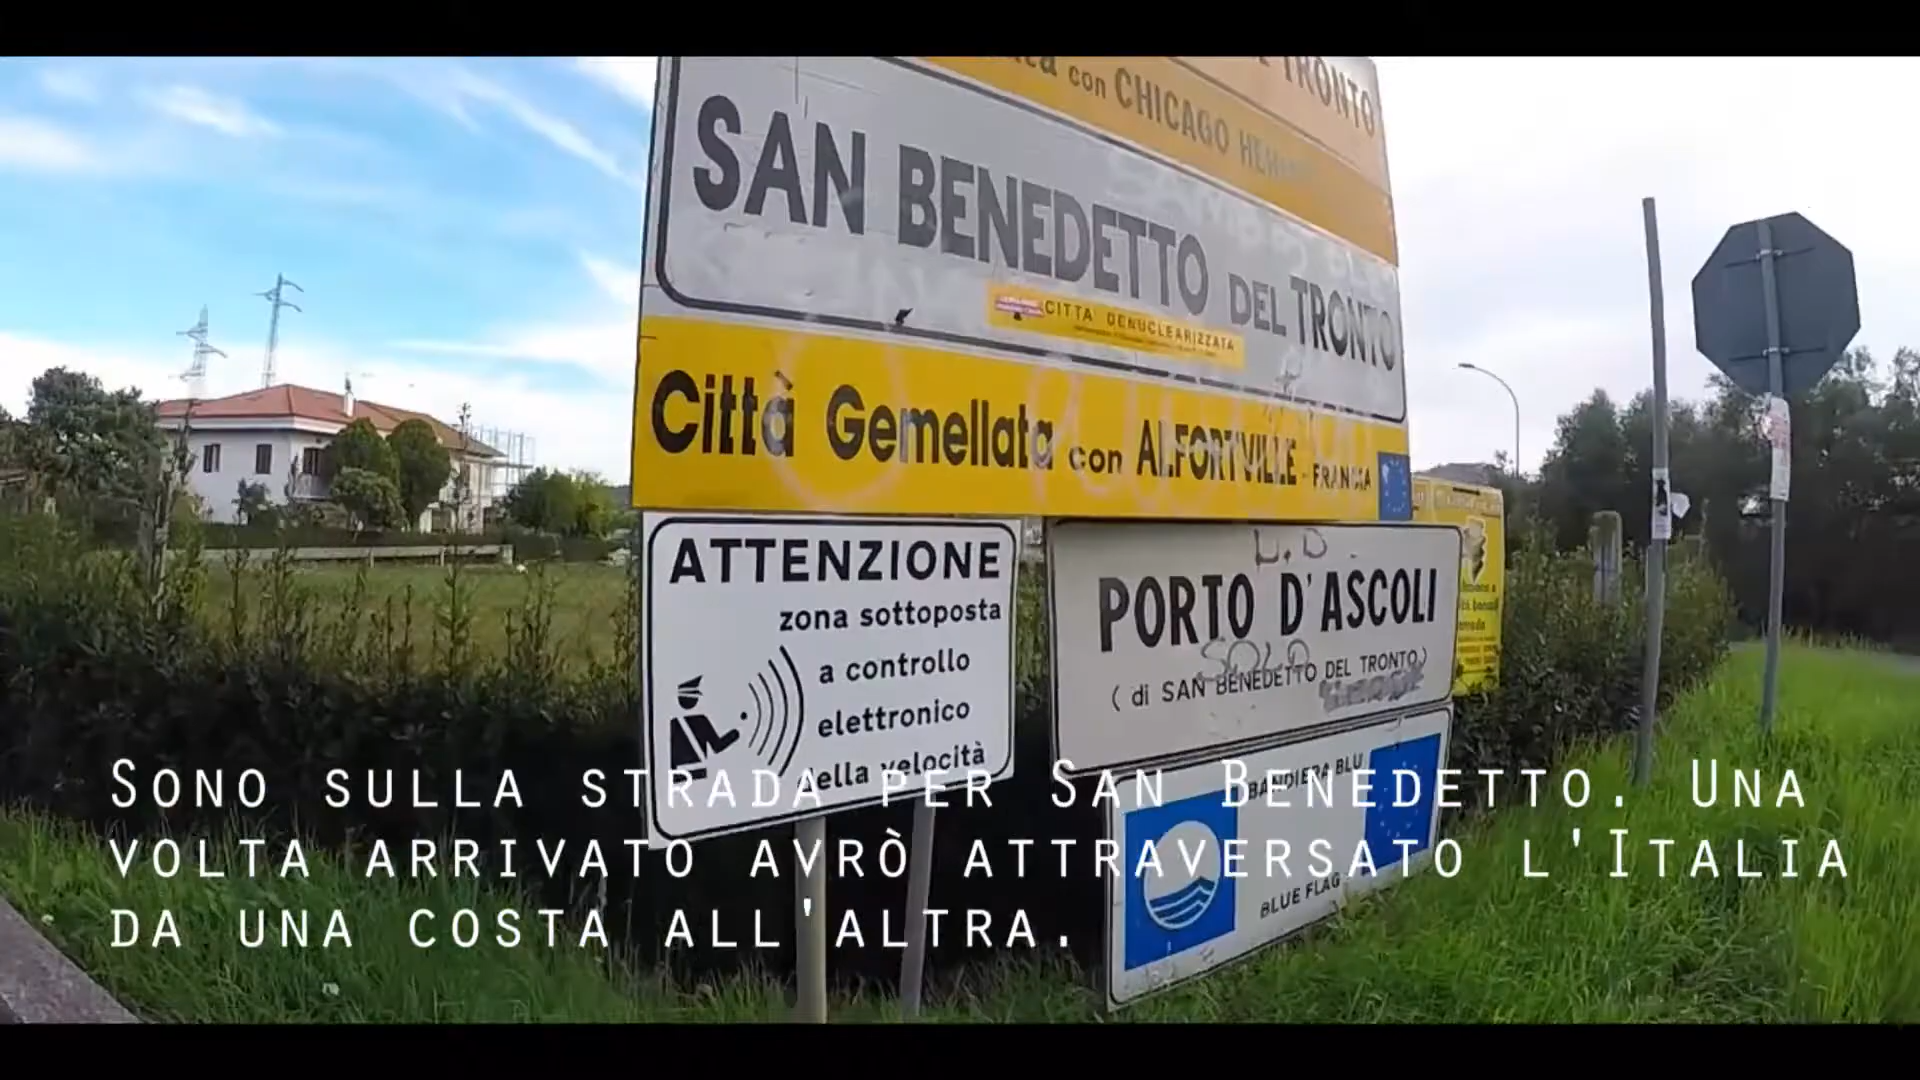 TRONTO
con CHICAGO
SAN BENEDETTO DEL TRONTO
CITTÀ DENUCLEARIZZATA
Città Gemellata con ALFORTVILLE - FRANCIA
ATTENZIONE
zona sottoposta
a controllo
elettronico
della velocità
L.D.
PORTO D'ASCOLI
SOLO
( di SAN BENEDETTO DEL TRONTO )
BANDIERA BLU
BLUE FLAG
Sono sulla strada per San Benedetto. Una
volta arrivato avrò attraversato l'Italia
da una costa all'altra.